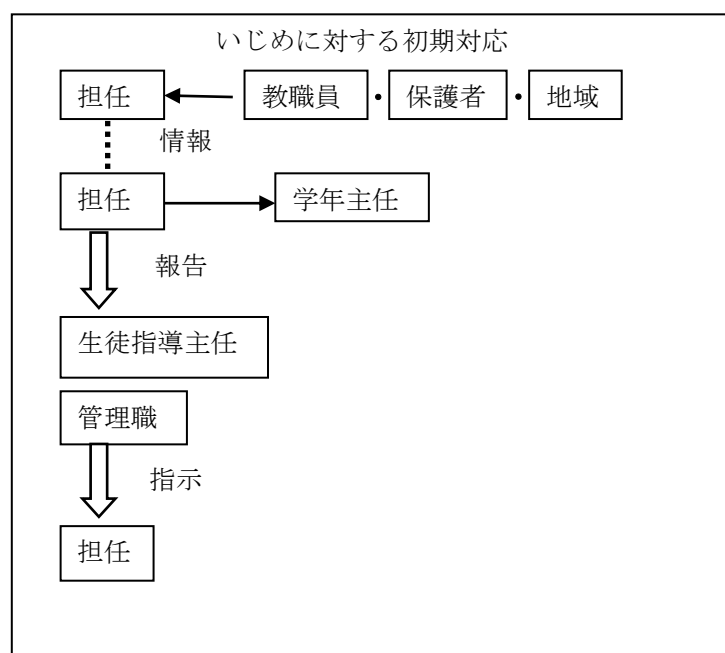 いじめに対する初期対応
担任 教職員・保護者・地域
情報
担任 学年主任
報告
生徒指導主任
管理職
指示
担任